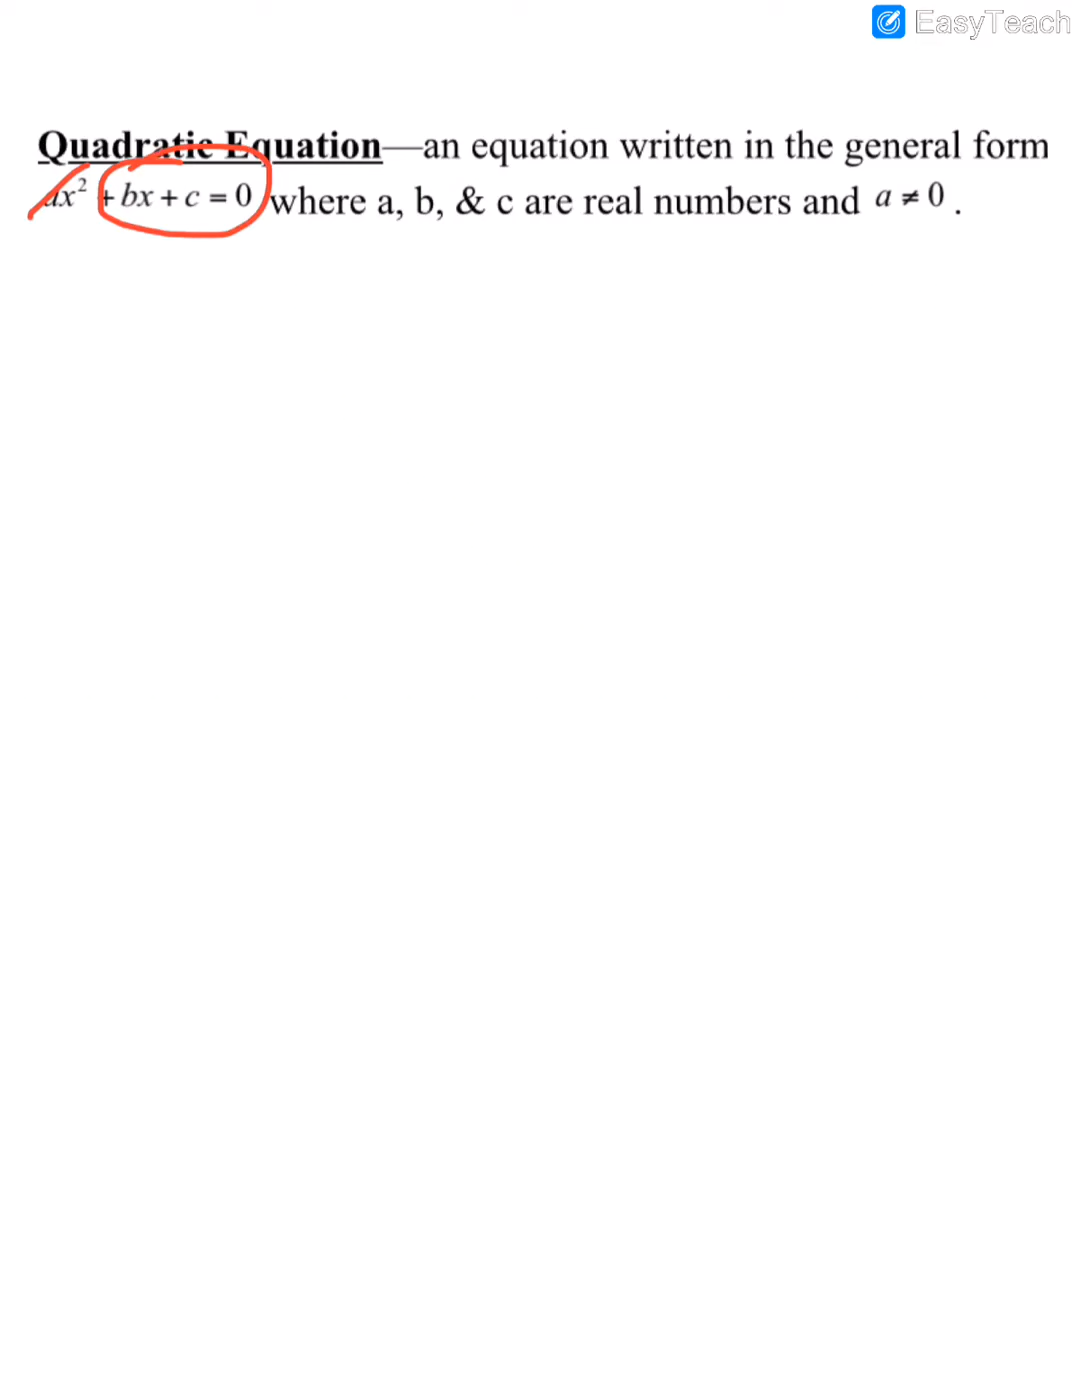 EasyTeach
Quadratic Equation—an equation written in the general form
ax² + bx + c = 0 where a, b, & c are real numbers and a ≠ 0 .